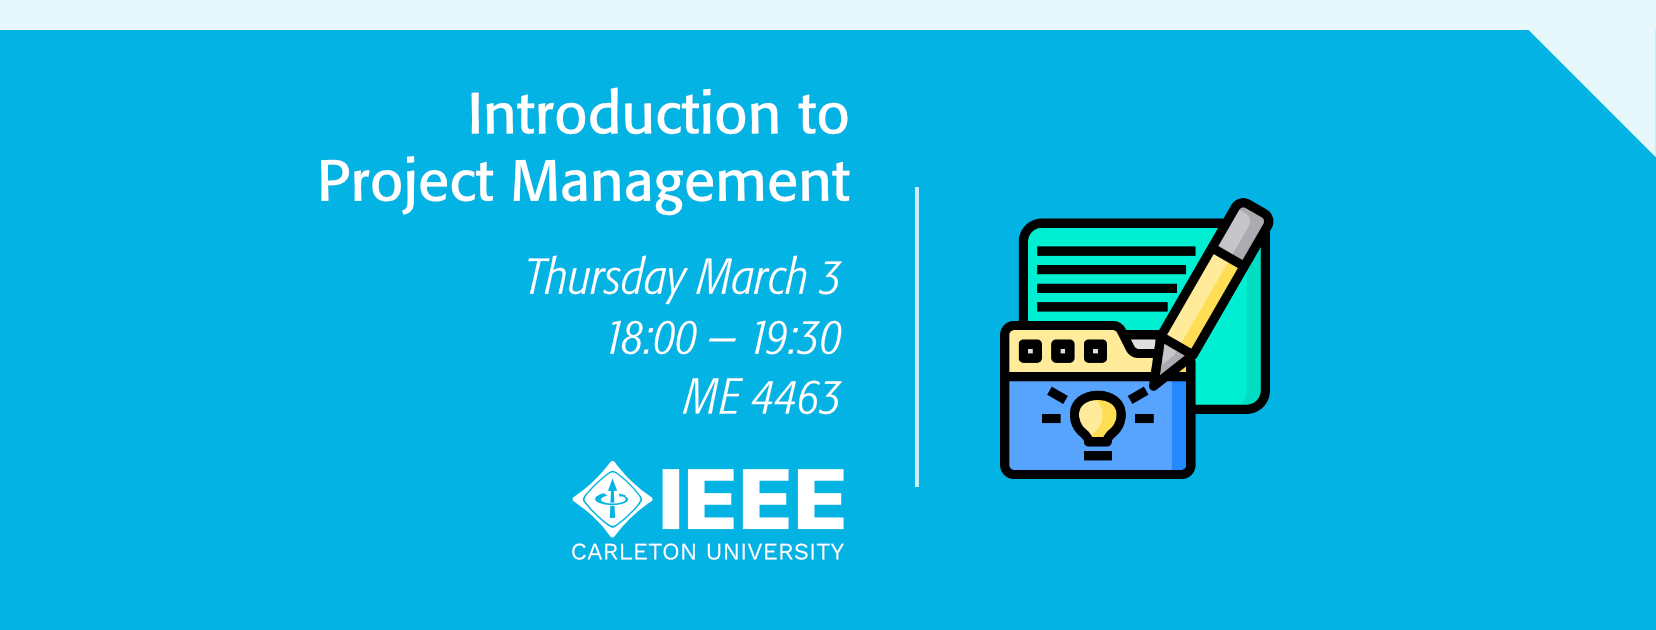 Introduction to
Project Management
Thursday March 3
18:00 – 19:30
ME 4463
IEEE
CARLETON UNIVERSITY